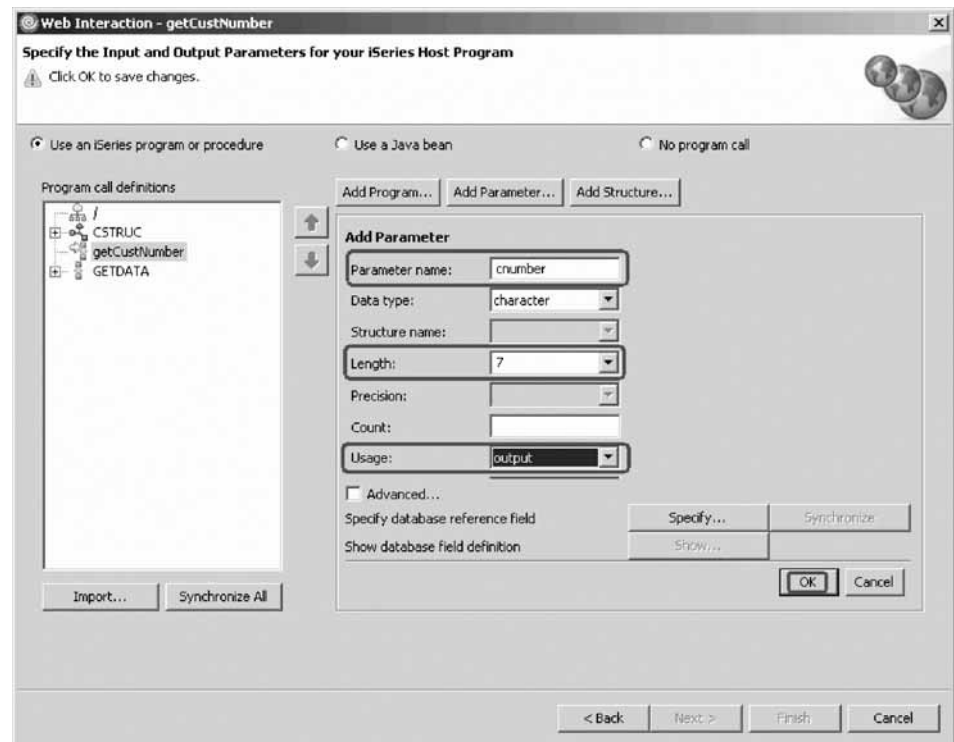 Web Interaction - getCustNumber
Specify the Input and Output Parameters for your iSeries Host Program
Click OK to save changes.
Use an iSeries program or procedure
Use a Java bean
No program call
Program call definitions
/
CSTRUC
getCustNumber
GETDATA
Import...
Synchronize All
Add Program...
Add Parameter...
Add Structure...
Add Parameter
Parameter name: cnumber
Data type: character
Structure name:
Length: 7
Precision:
Count:
Usage: output
Advanced...
Specify database reference field Specify... Synchronize
Show database field definition Show...
OK Cancel
< Back Next > Finish Cancel